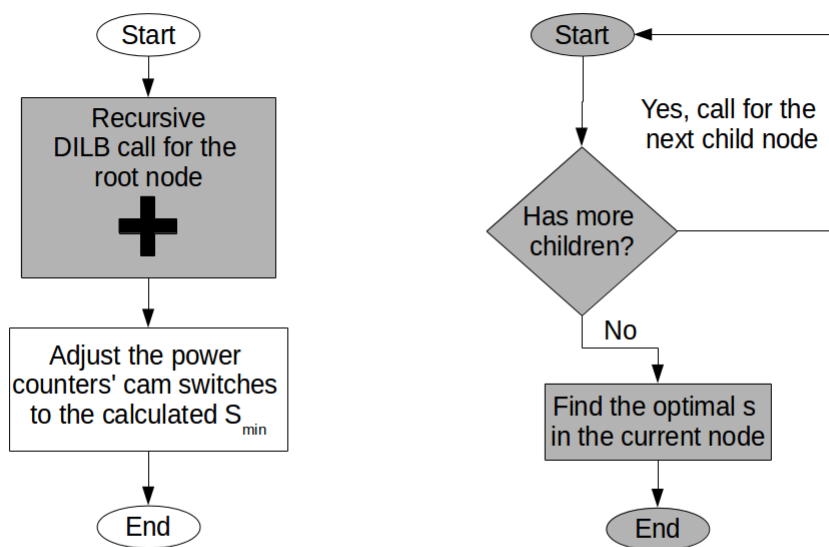 Start
Recursive
DILB call for the
root node
Adjust the power
counters' cam switches
to the calculated Smin
End
Start
Yes, call for the
next child node
Has more
children?
No
Find the optimal s
in the current node
End